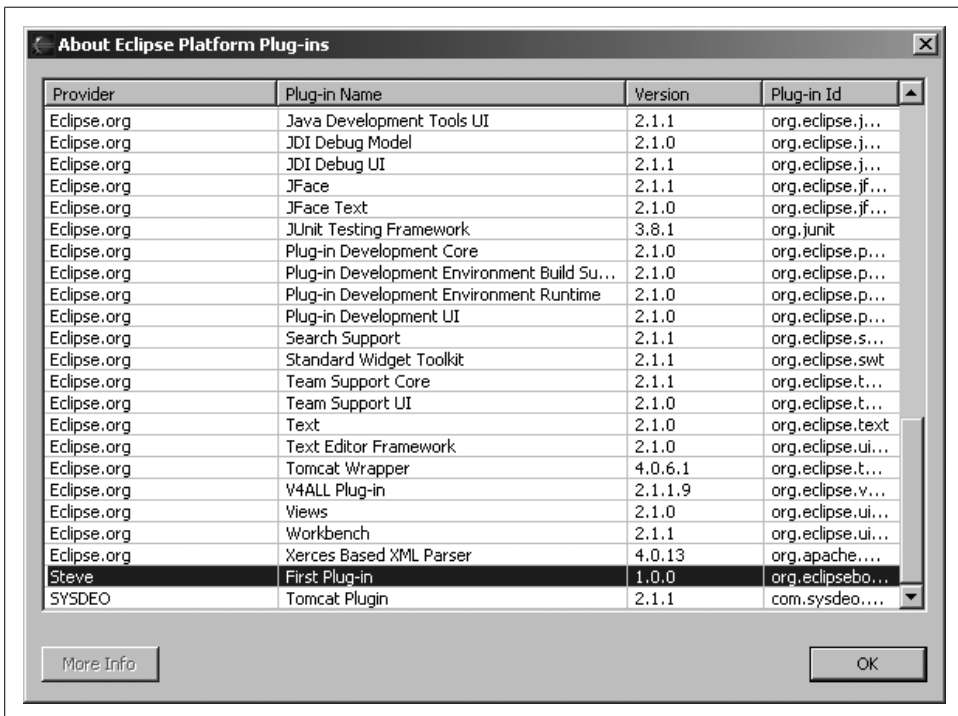 About Eclipse Platform Plug-ins
Provider Plug-in Name Version Plug-in Id
Eclipse.org Java Development Tools UI 2.1.1 org.eclipse.j...
Eclipse.org JDI Debug Model 2.1.0 org.eclipse.j...
Eclipse.org JDI Debug UI 2.1.1 org.eclipse.j...
Eclipse.org JFace 2.1.1 org.eclipse.jf...
Eclipse.org JFace Text 2.1.0 org.eclipse.jf...
Eclipse.org JUnit Testing Framework 3.8.1 org.junit
Eclipse.org Plug-in Development Core 2.1.0 org.eclipse.p...
Eclipse.org Plug-in Development Environment Build Su... 2.1.0 org.eclipse.p...
Eclipse.org Plug-in Development Environment Runtime 2.1.0 org.eclipse.p...
Eclipse.org Plug-in Development UI 2.1.0 org.eclipse.p...
Eclipse.org Search Support 2.1.1 org.eclipse.s...
Eclipse.org Standard Widget Toolkit 2.1.1 org.eclipse.swt
Eclipse.org Team Support Core 2.1.1 org.eclipse.t...
Eclipse.org Team Support UI 2.1.0 org.eclipse.t...
Eclipse.org Text 2.1.0 org.eclipse.text
Eclipse.org Text Editor Framework 2.1.0 org.eclipse.ui...
Eclipse.org Tomcat Wrapper 4.0.6.1 org.eclipse.t...
Eclipse.org V4ALL Plug-in 2.1.1.9 org.eclipse.v...
Eclipse.org Views 2.1.0 org.eclipse.ui...
Eclipse.org Workbench 2.1.1 org.eclipse.ui...
Eclipse.org Xerces Based XML Parser 4.0.13 org.apache....
Steve First Plug-in 1.0.0 org.eclipsebo...
SYSDEO Tomcat Plugin 2.1.1 com.sysdeo....
More Info OK